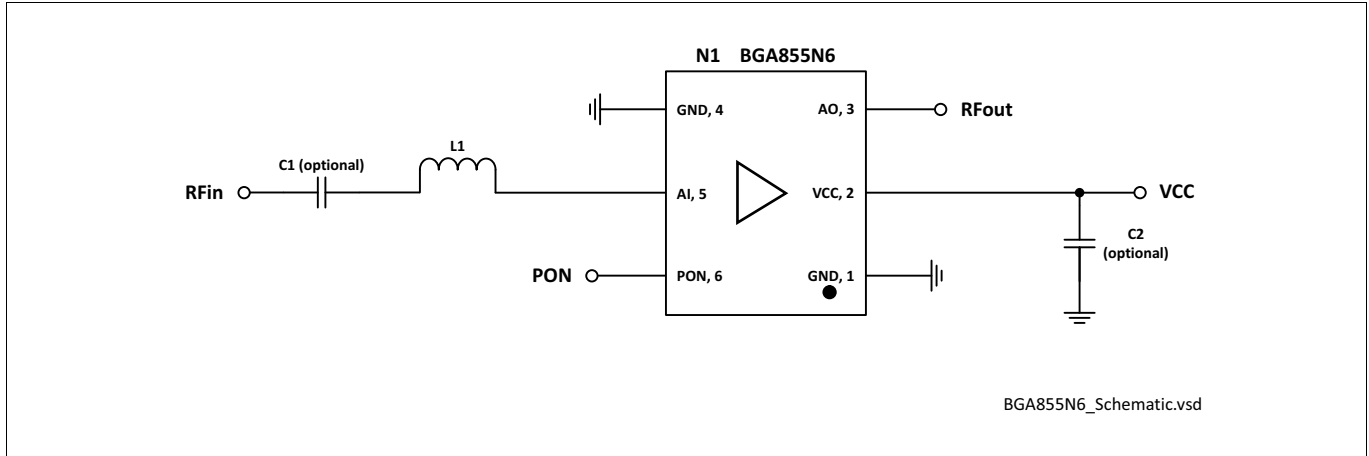 N1 BGA855N6
GND, 4
AO, 3
RFout
C1 (optional)
L1
RFin
AI, 5
VCC, 2
VCC
C2
(optional)
PON
PON, 6
GND, 1
BGA855N6_Schematic.vsd